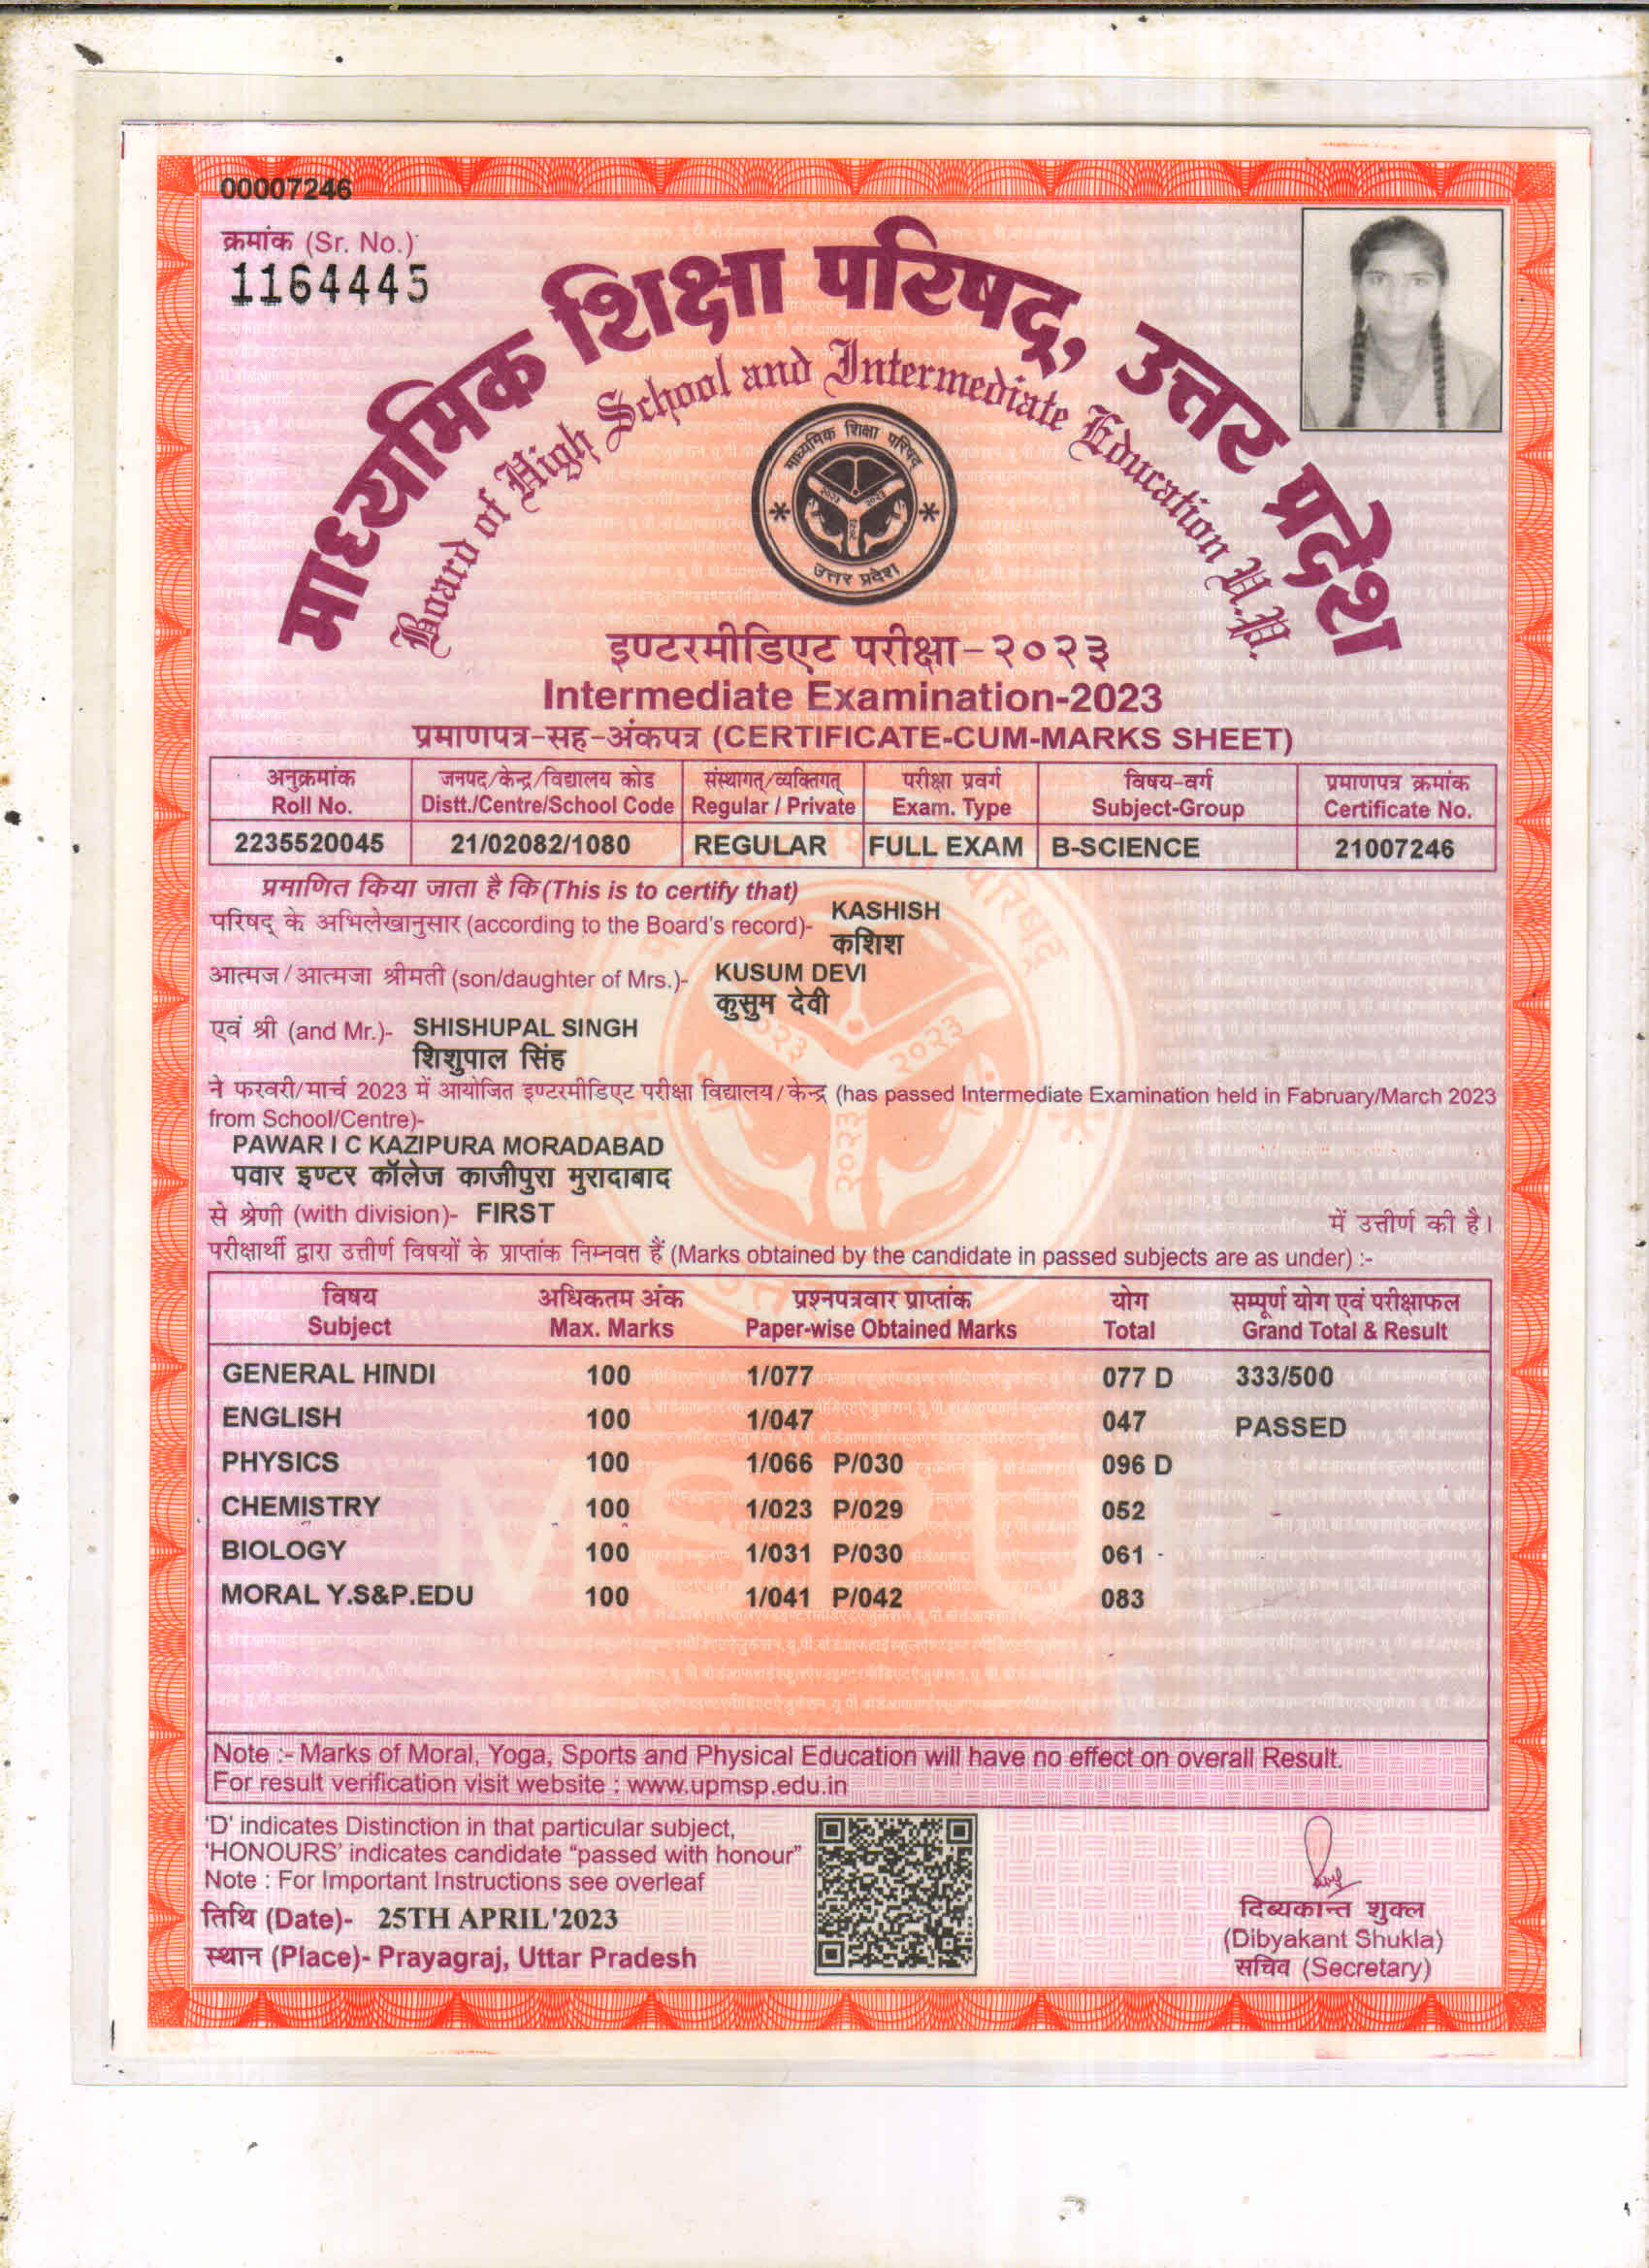 00007246
क्रमांक (Sr. No.)
1164445
माध्यमिक शिक्षा परिषद्, उत्तर प्रदेश
Board of High School and Intermediate Education U.P.
माध्यमिक शिक्षा परिषद
उत्तर प्रदेश
इण्टरमीडिएट परीक्षा-२०२३
Intermediate Examination-2023
प्रमाणपत्र-सह-अंकपत्र (CERTIFICATE-CUM-MARKS SHEET)
अनुक्रमांक जनपद/केन्द्र/विद्यालय कोड संस्थागत्/व्यक्तिगत् परीक्षा प्रवर्ग विषय-वर्ग प्रमाणपत्र क्रमांक
Roll No. Distt./Centre/School Code Regular / Private Exam. Type Subject-Group Certificate No.
2235520045 21/02082/1080 REGULAR FULL EXAM B-SCIENCE 21007246
प्रमाणित किया जाता है कि (This is to certify that)
परिषद् के अभिलेखानुसार (according to the Board's record)- KASHISH
कशिश
आत्मज/आत्मजा श्रीमती (son/daughter of Mrs.)- KUSUM DEVI
कुसुम देवी
एवं श्री (and Mr.)- SHISHUPAL SINGH
शिशुपाल सिंह
ने फरवरी/मार्च 2023 में आयोजित इण्टरमीडिएट परीक्षा विद्यालय/केन्द्र (has passed Intermediate Examination held in Fabruary/March 2023
from School/Centre)-
PAWAR I C KAZIPURA MORADABAD
पवार इण्टर कॉलेज काजीपुरा मुरादाबाद
से श्रेणी (with division)- FIRST में उत्तीर्ण की है।
परीक्षार्थी द्वारा उत्तीर्ण विषयों के प्राप्तांक निम्नवत हैं (Marks obtained by the candidate in passed subjects are as under) :-
विषय अधिकतम अंक प्रश्नपत्रवार प्राप्तांक योग सम्पूर्ण योग एवं परीक्षाफल
Subject Max. Marks Paper-wise Obtained Marks Total Grand Total & Result
GENERAL HINDI 100 1/077 077 D 333/500
ENGLISH 100 1/047 047 PASSED
PHYSICS 100 1/066 P/030 096 D
CHEMISTRY 100 1/023 P/029 052
BIOLOGY 100 1/031 P/030 061
MORAL Y.S&P.EDU 100 1/041 P/042 083
Note :- Marks of Moral, Yoga, Sports and Physical Education will have no effect on overall Result.
For result verification visit website : www.upmsp.edu.in
'D' indicates Distinction in that particular subject,
'HONOURS' indicates candidate "passed with honour"
Note : For Important Instructions see overleaf
तिथि (Date)- 25TH APRIL'2023
स्थान (Place)- Prayagraj, Uttar Pradesh
दिब्यकान्त शुक्ल
(Dibyakant Shukla)
सचिव (Secretary)